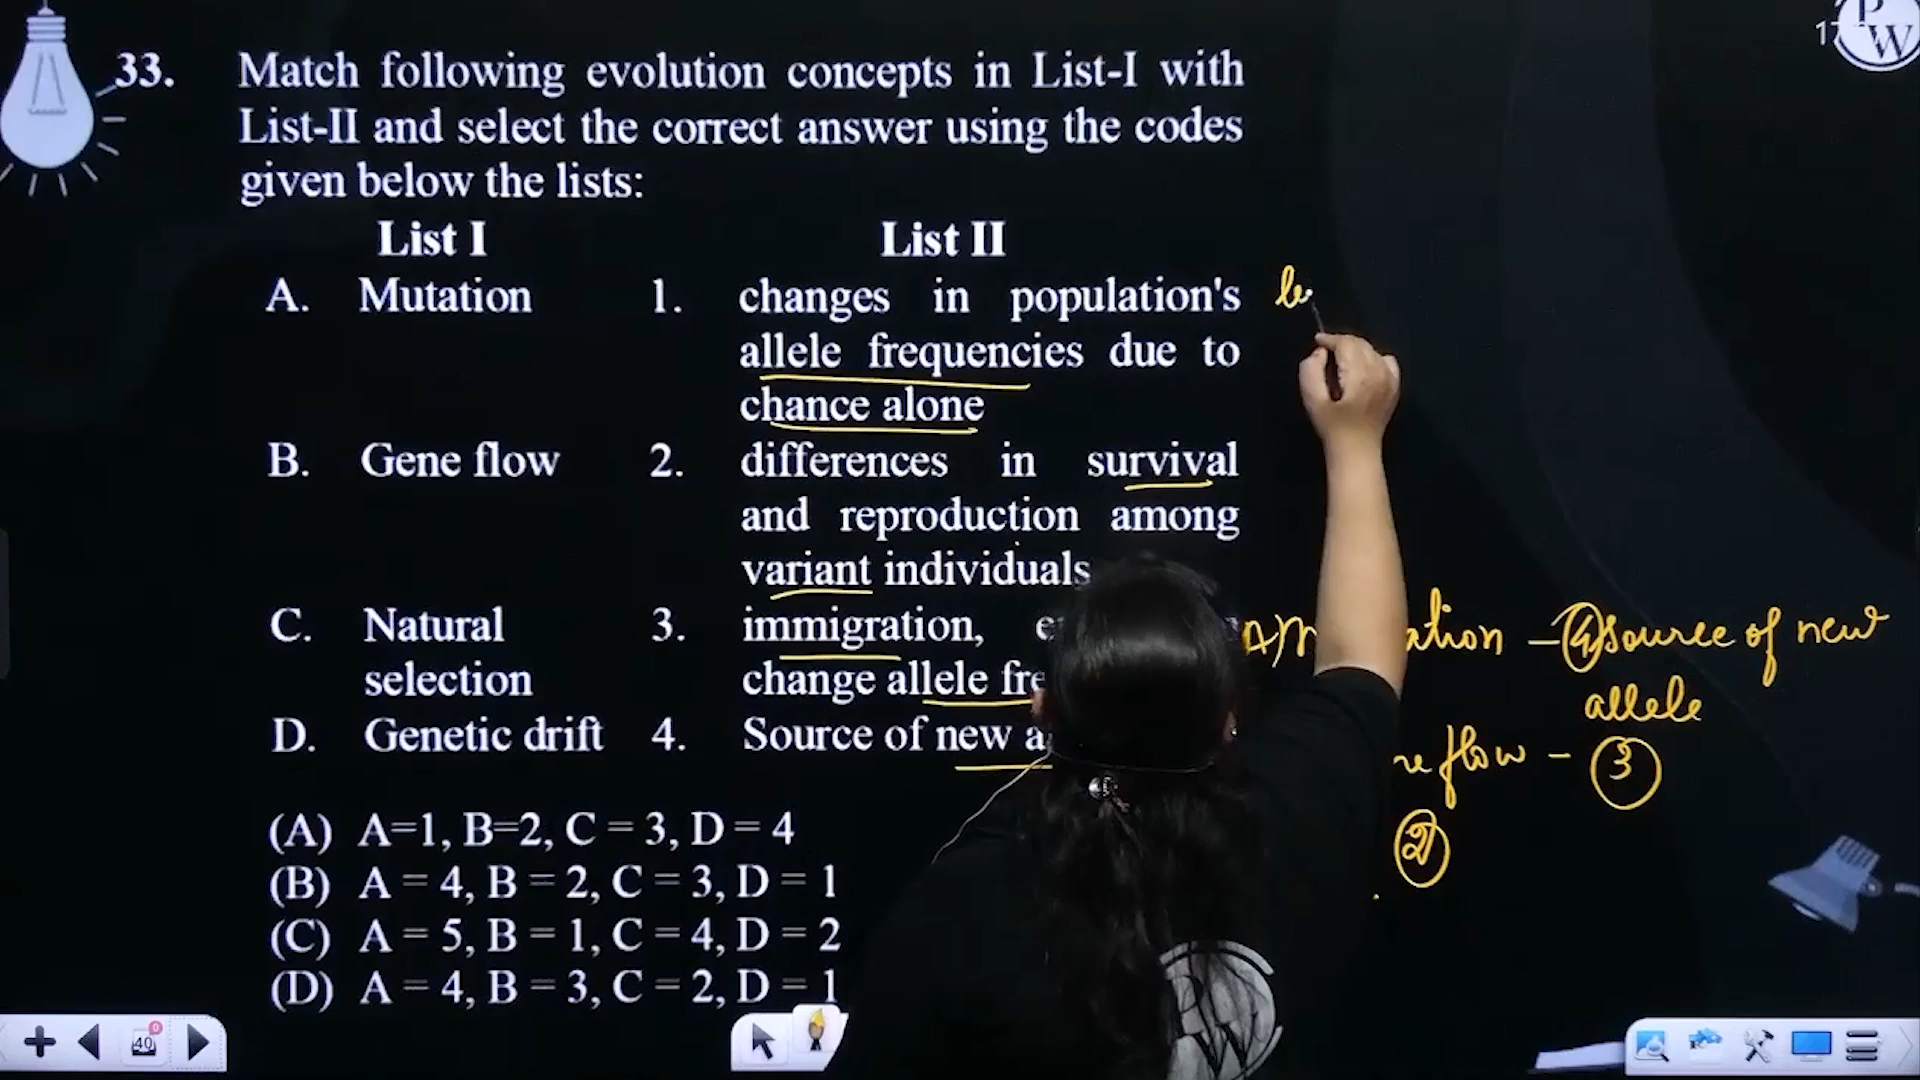 33. Match following evolution concepts in List-I with
List-II and select the correct answer using the codes
given below the lists:
List I List II
A. Mutation 1. changes in population's
allele frequencies due to
chance alone
B. Gene flow 2. differences in survival
and reproduction among
variant individuals
C. Natural 3. immigration,
selection change allele
D. Genetic drift 4. Source of new
(A) A=1, B=2, C = 3, D = 4
(B) A = 4, B = 2, C = 3, D = 1
(C) A = 5, B = 1, C = 4, D = 2
(D) A = 4, B = 3, C = 2, D = 1
– (4) source of new
allele
flow – (3)
(2)
PW
PW
40
0